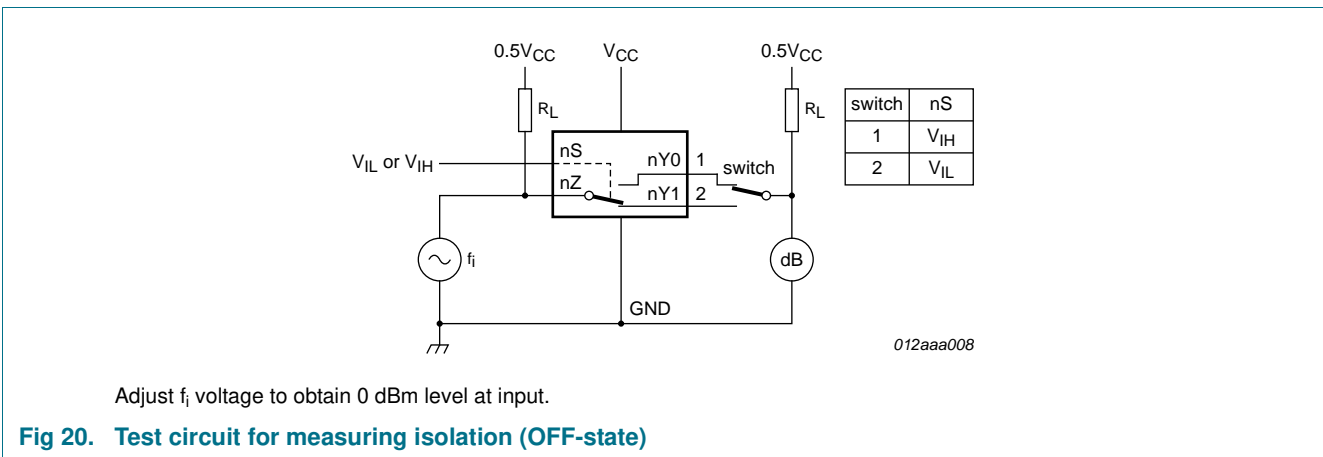 0.5VCC VCC 0.5VCC
RL RL
switch nS
1 VIH
2 VIL
VIL or VIH nS nY0 1 switch
nZ nY1 2
fi dB
GND
012aaa008
Adjust fi voltage to obtain 0 dBm level at input.
Fig 20. Test circuit for measuring isolation (OFF-state)